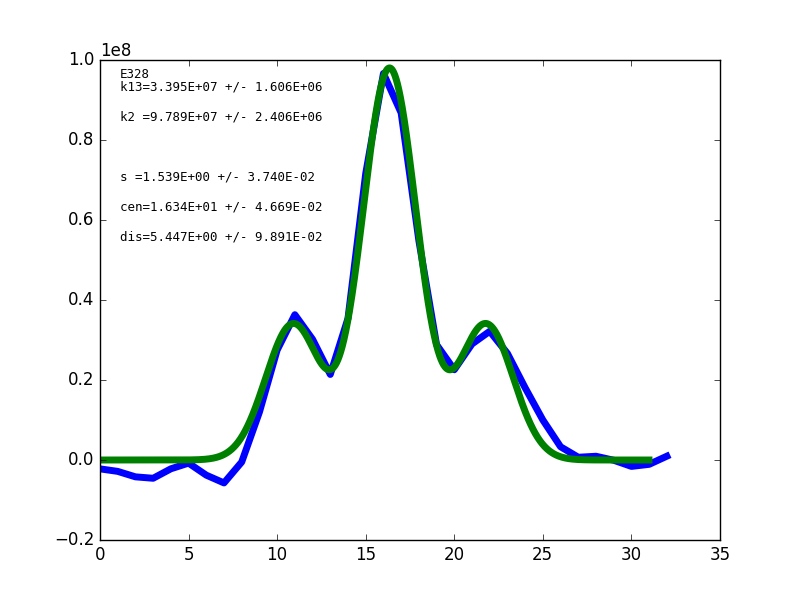 1e8
1.0
E328
k13=3.395E+07 +/- 1.606E+06
k2 =9.789E+07 +/- 2.406E+06
0.8
s =1.539E+00 +/- 3.740E-02
cen=1.634E+01 +/- 4.669E-02
0.6
dis=5.447E+00 +/- 9.891E-02
0.4
0.2
0.0
−0.2
0 5 10 15 20 25 30 35